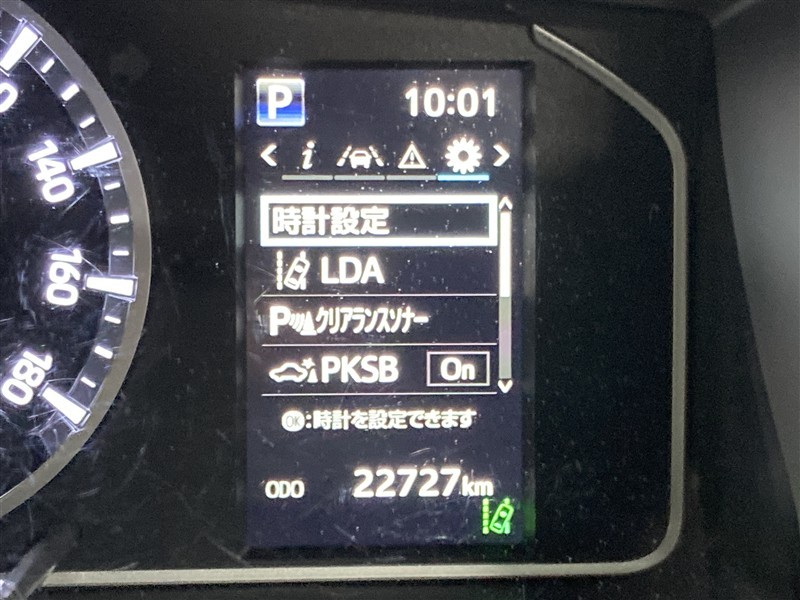 P 10:01
i
時計設定
LDA
Pクリアランスソナー
PKSB On
OK:時計を設定できます
ODO 22727km
140
160
180